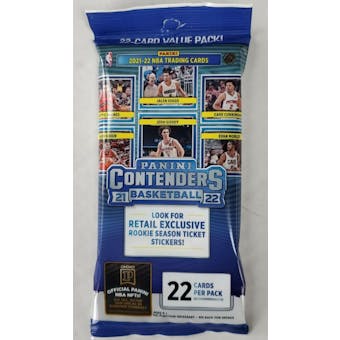 22-CARD VALUE PACK!
PANINI
2021-22 NBA TRADING CARDS
JALEN SUGGS
CADE CUNNINGHAM
JOSH GIDDEY
EVAN MOBLEY
PANINI
CONTENDERS
21 BASKETBALL 22
LOOK FOR
RETAIL EXCLUSIVE
ROOKIE SEASON TICKET
STICKERS!
OFFICIAL PANINI
NBA NFTs!
22 CARDS
PER PACK